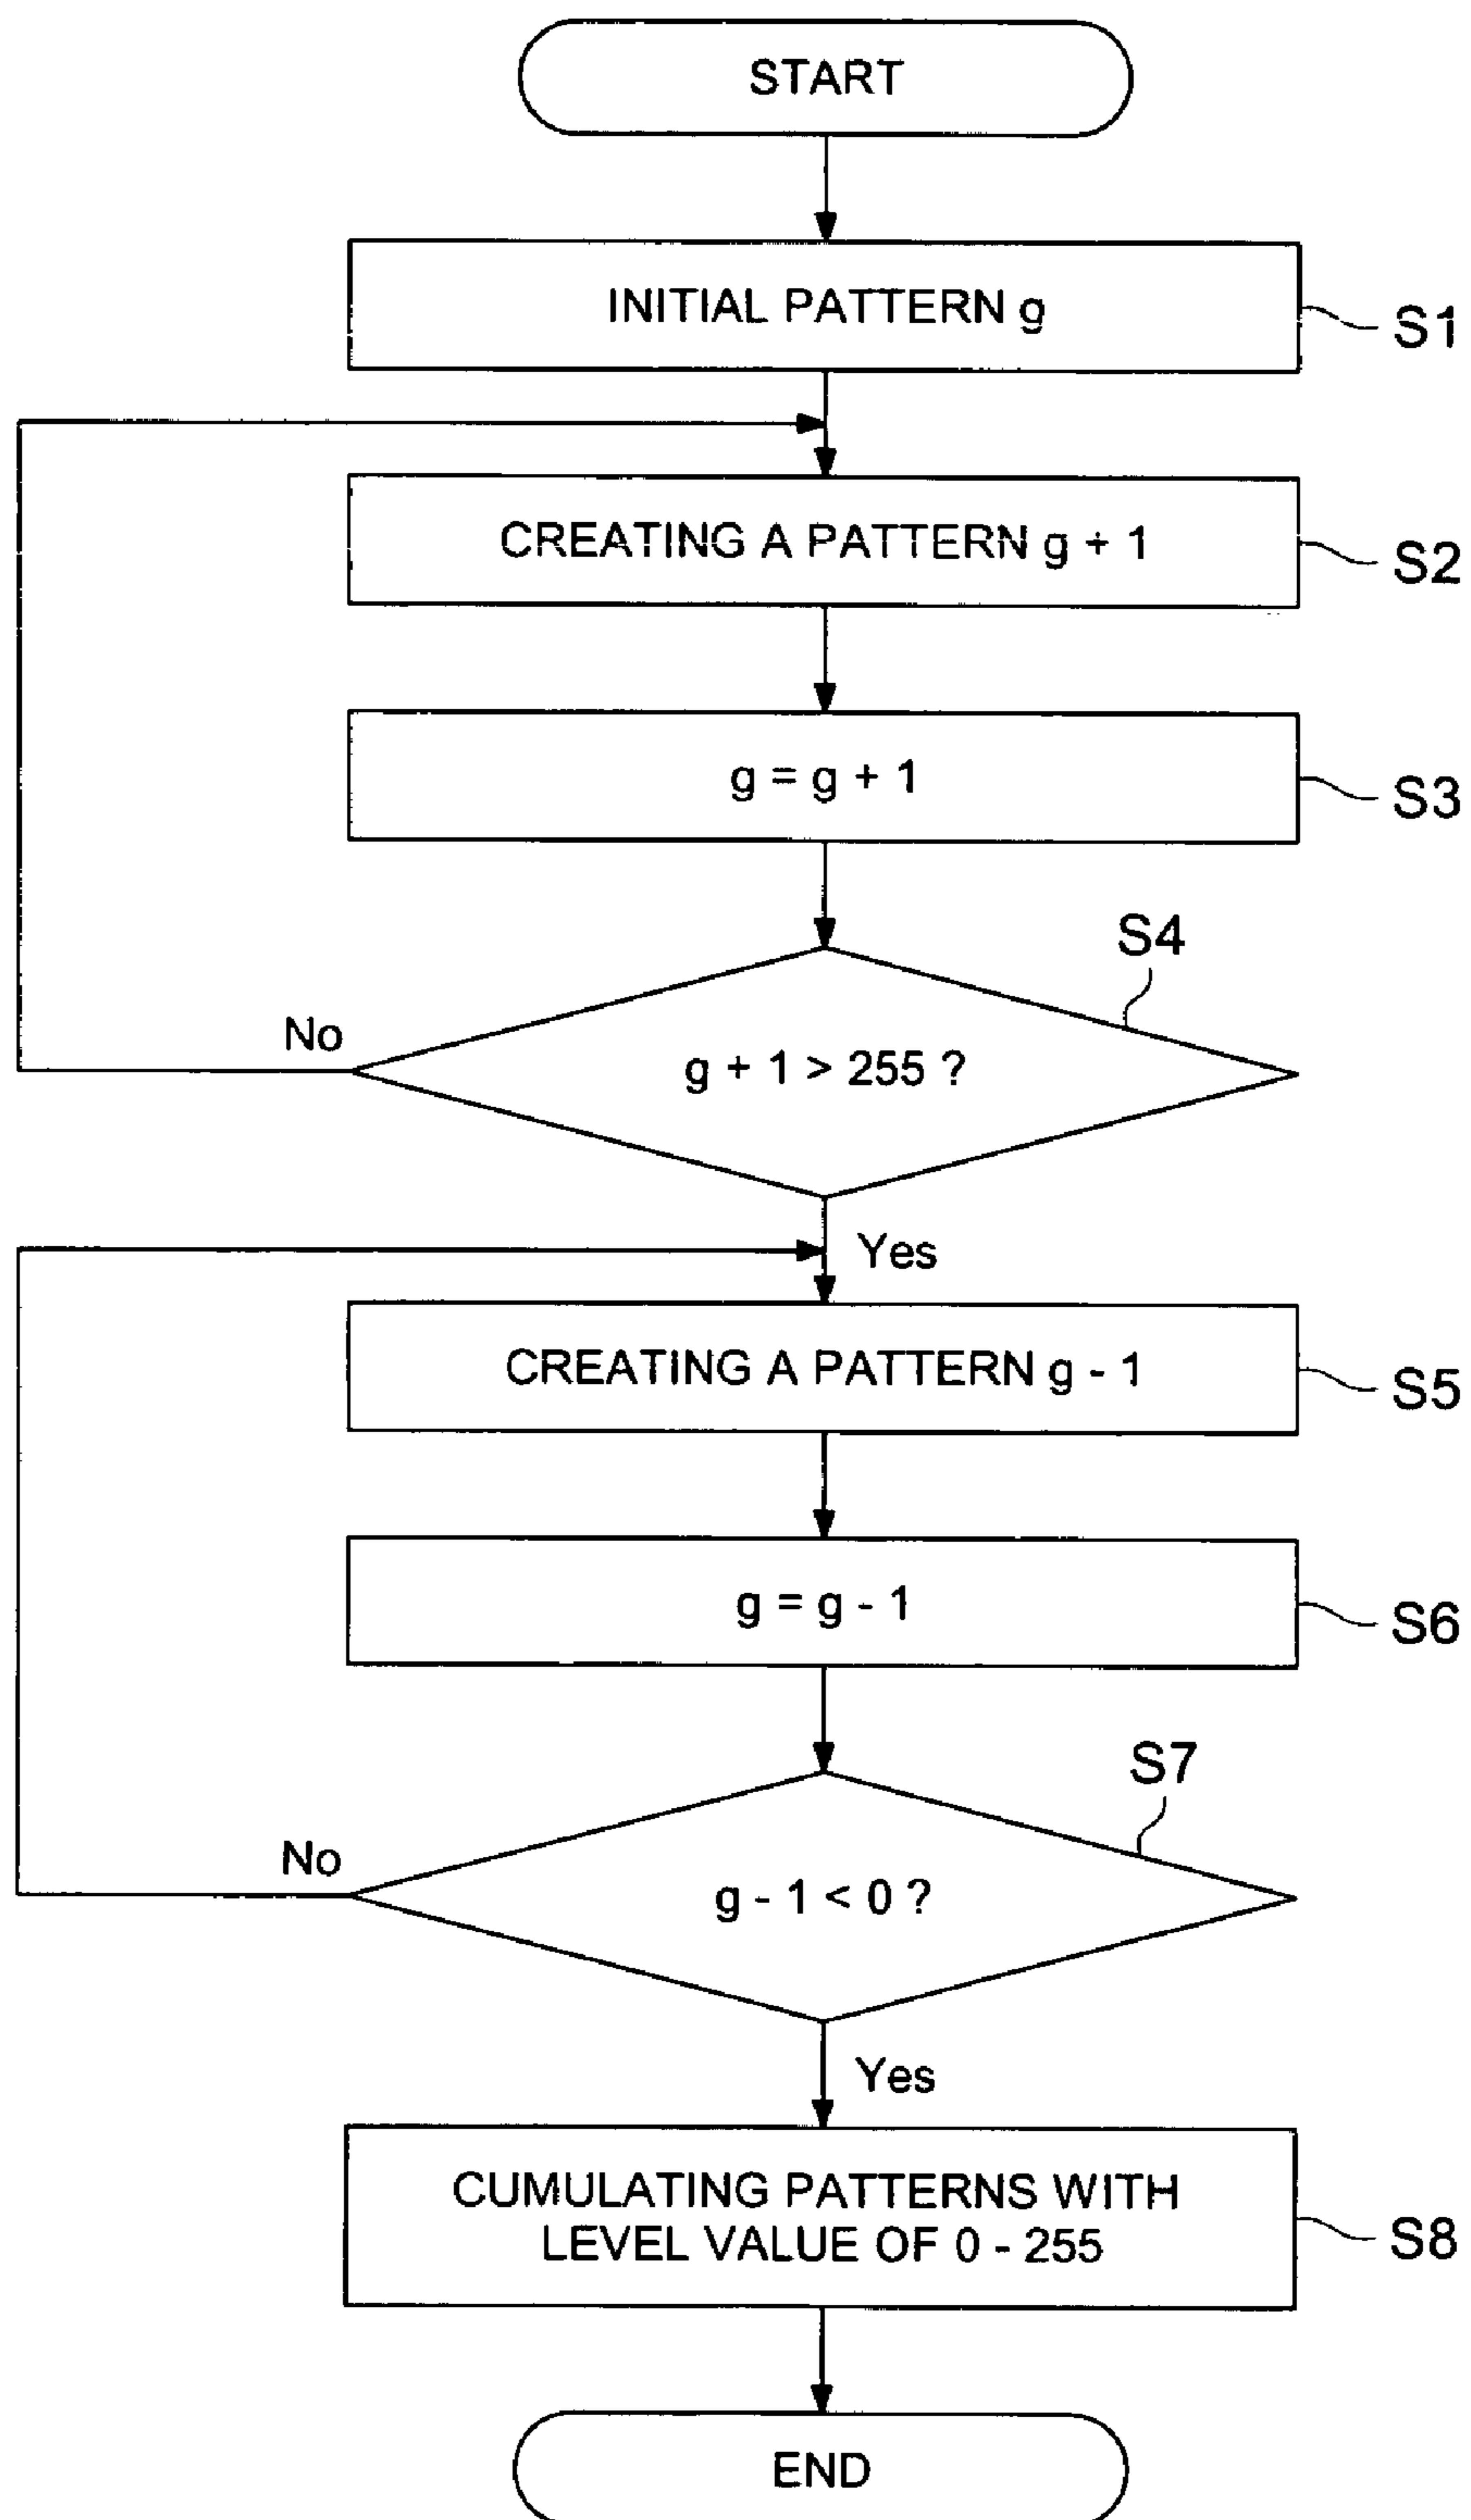 START
INITIAL PATTERN g
S1
CREATING A PATTERN g + 1
S2
g = g + 1
S3
S4
No
g + 1 > 255 ?
Yes
CREATING A PATTERN g - 1
S5
g = g - 1
S6
S7
No
g - 1 < 0 ?
Yes
CUMULATING PATTERNS WITH
LEVEL VALUE OF 0 - 255
S8
END